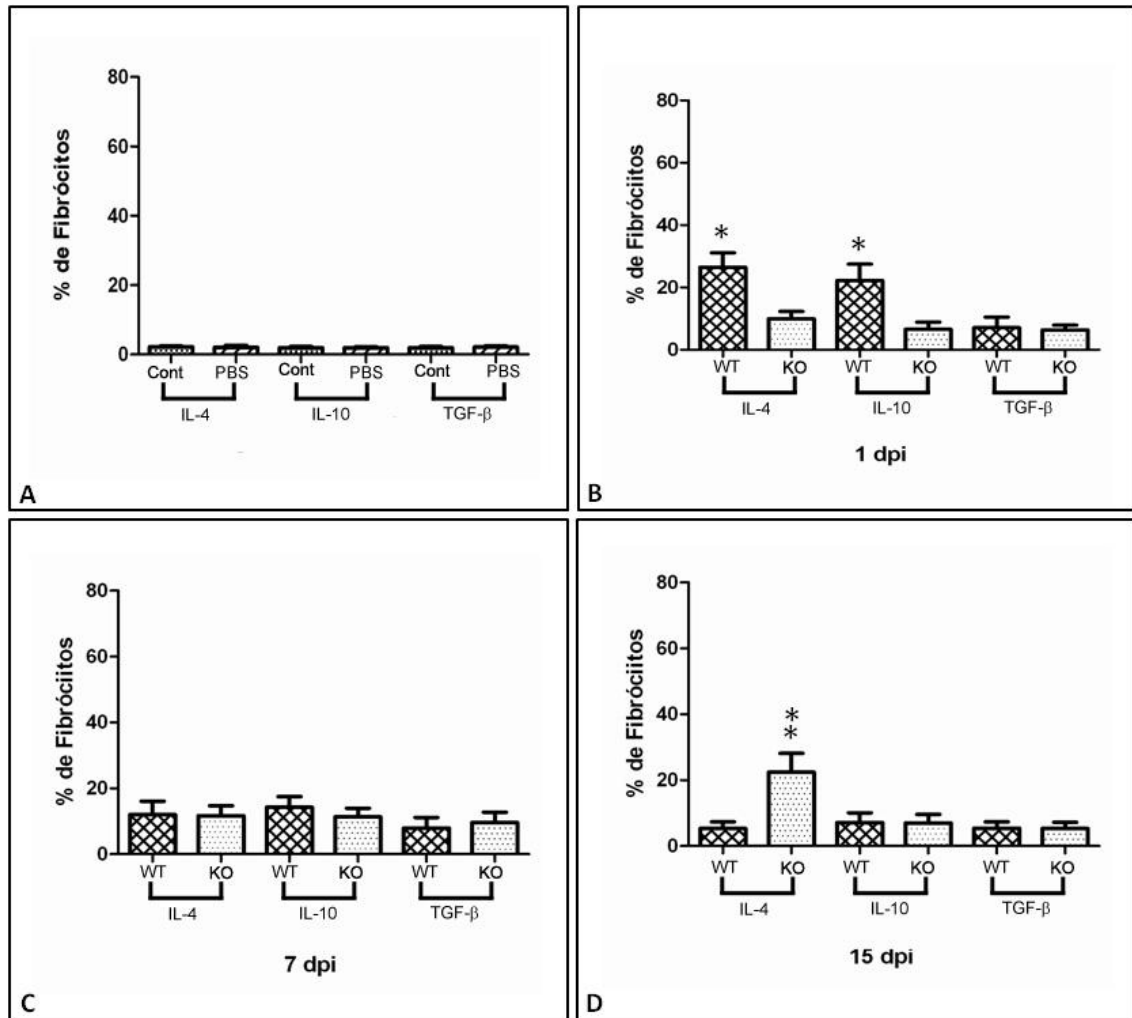 % de Fibrócitos
80
60
40
20
0
Cont PBS Cont PBS Cont PBS
IL-4 IL-10 TGF-β
A
% de Fibróciitos
80
60
40
20
0
WT KO WT KO WT KO
IL-4 IL-10 TGF-β
1 dpi
* *
B
% de Fibróciitos
80
60
40
20
0
WT KO WT KO WT KO
IL-4 IL-10 TGF-β
7 dpi
C
% de Fibróciitos
80
60
40
20
0
WT KO WT KO WT KO
IL-4 IL-10 TGF-β
15 dpi
**
D